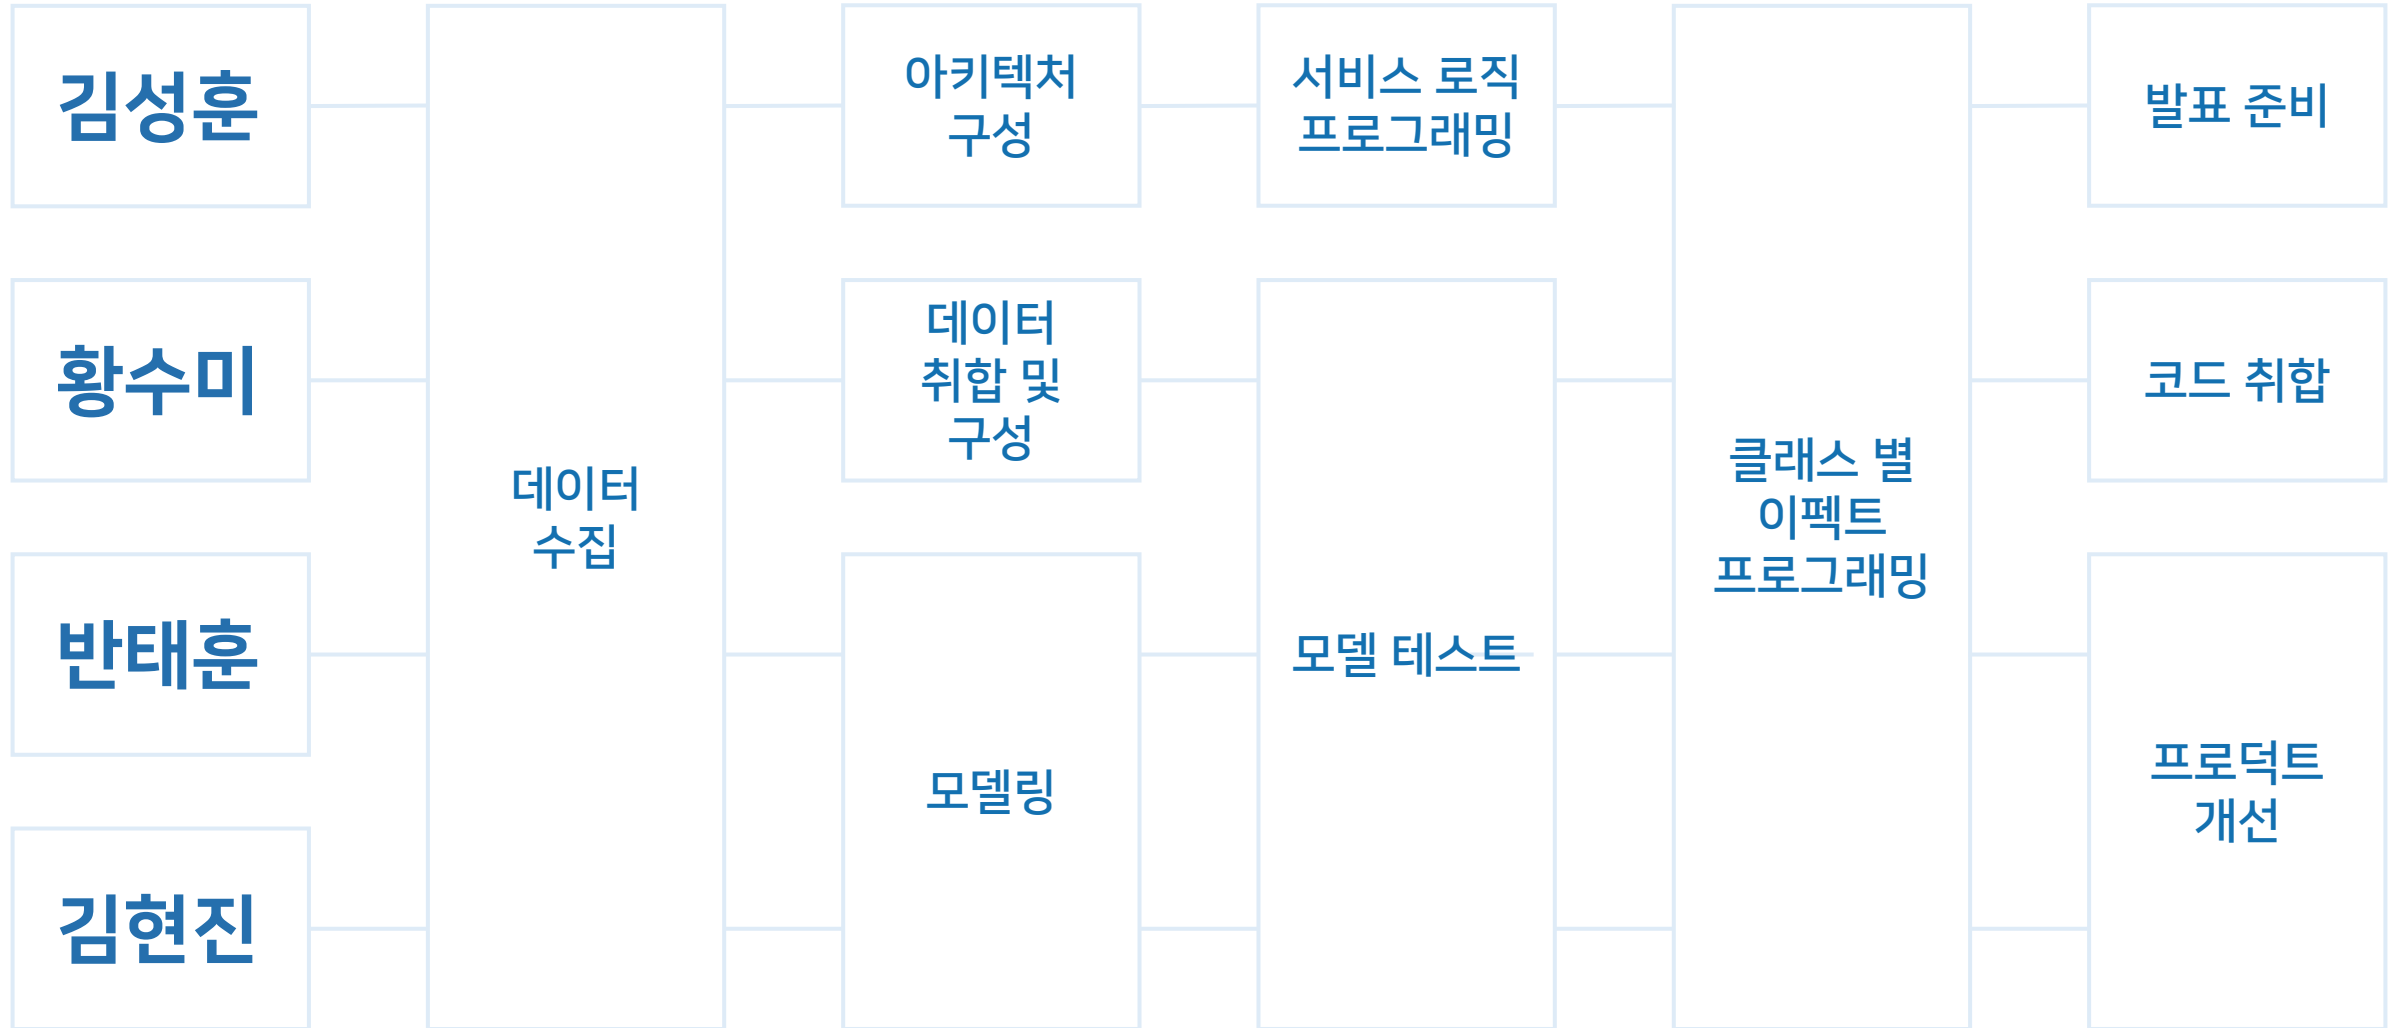 김성훈
황수미
반태훈
김현진
데이터
수집
아키텍처
구성
데이터
취합 및
구성
모델링
서비스 로직
프로그래밍
모델 테스트
클래스 별
이펙트
프로그래밍
발표 준비
코드 취합
프로덕트
개선